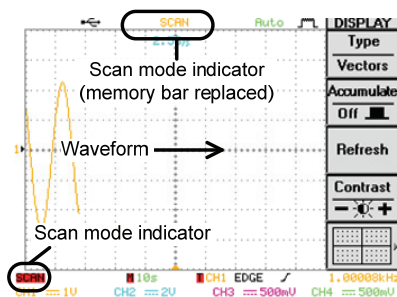 SCAN Auto DISPLAY
Type
Vectors
Scan mode indicator
(memory bar replaced)
Accumulate
Off
Waveform
Refresh
Contrast
Scan mode indicator
SCAN M 10s T CH1 EDGE 1.00008kHz
CH1 1V CH2 2V CH3 500mV CH4 500mV